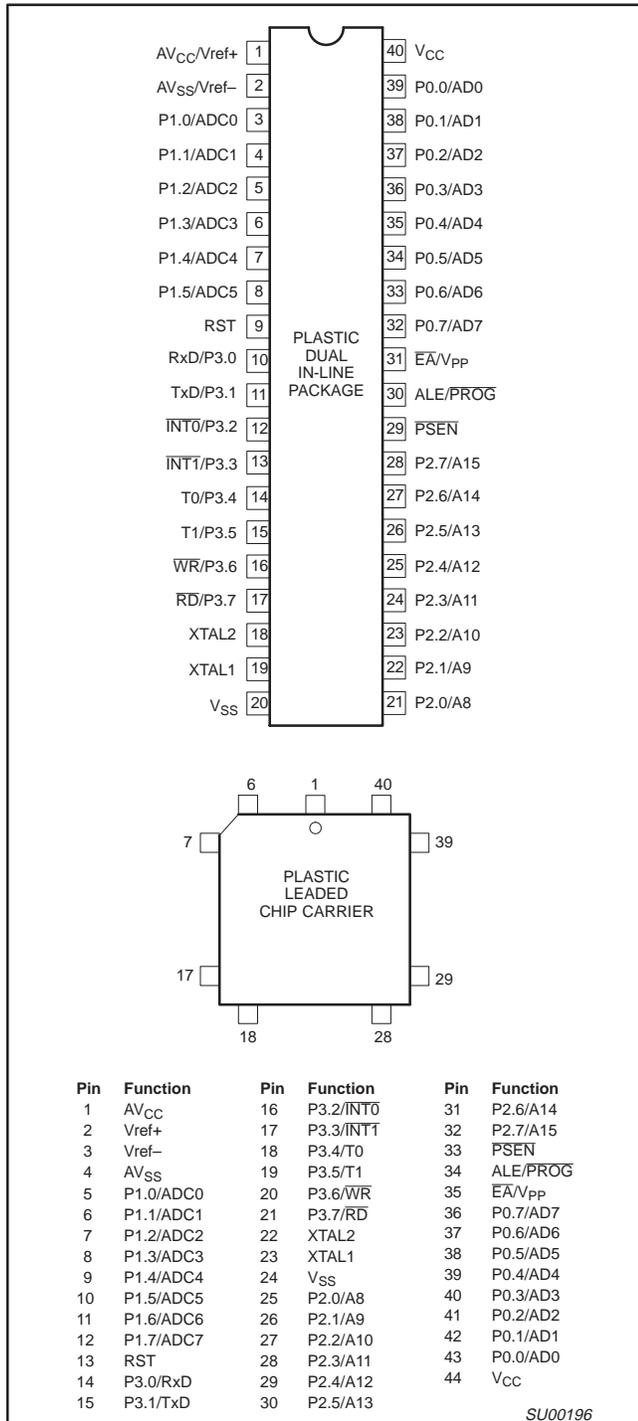 AVCC/Vref+ 1 40 VCC
AVSS/Vref– 2 39 P0.0/AD0
P1.0/ADC0 3 38 P0.1/AD1
P1.1/ADC1 4 37 P0.2/AD2
P1.2/ADC2 5 36 P0.3/AD3
P1.3/ADC3 6 35 P0.4/AD4
P1.4/ADC4 7 34 P0.5/AD5
P1.5/ADC5 8 33 P0.6/AD6
RST 9 32 P0.7/AD7
PLASTIC
DUAL
IN-LINE
PACKAGE
RxD/P3.0 10 31 E̅A̅/VPP
TxD/P3.1 11 30 ALE/P̅R̅O̅G̅
I̅N̅T̅0̅/P3.2 12 29 P̅S̅E̅N̅
I̅N̅T̅1̅/P3.3 13 28 P2.7/A15
T0/P3.4 14 27 P2.6/A14
T1/P3.5 15 26 P2.5/A13
W̅R̅/P3.6 16 25 P2.4/A12
R̅D̅/P3.7 17 24 P2.3/A11
XTAL2 18 23 P2.2/A10
XTAL1 19 22 P2.1/A9
VSS 20 21 P2.0/A8
6 1 40
7 39
PLASTIC
LEADED
CHIP CARRIER
17 29
18 28
Pin Function Pin Function Pin Function
1 AVCC 16 P3.2/I̅N̅T̅0̅ 31 P2.6/A14
2 Vref+ 17 P3.3/I̅N̅T̅1̅ 32 P2.7/A15
3 Vref– 18 P3.4/T0 33 P̅S̅E̅N̅
4 AVSS 19 P3.5/T1 34 ALE/P̅R̅O̅G̅
5 P1.0/ADC0 20 P3.6/W̅R̅ 35 E̅A̅/VPP
6 P1.1/ADC1 21 P3.7/R̅D̅ 36 P0.7/AD7
7 P1.2/ADC2 22 XTAL2 37 P0.6/AD6
8 P1.3/ADC3 23 XTAL1 38 P0.5/AD5
9 P1.4/ADC4 24 VSS 39 P0.4/AD4
10 P1.5/ADC5 25 P2.0/A8 40 P0.3/AD3
11 P1.6/ADC6 26 P2.1/A9 41 P0.2/AD2
12 P1.7/ADC7 27 P2.2/A10 42 P0.1/AD1
13 RST 28 P2.3/A11 43 P0.0/AD0
14 P3.0/RxD 29 P2.4/A12 44 VCC
15 P3.1/TxD 30 P2.5/A13
SU00196